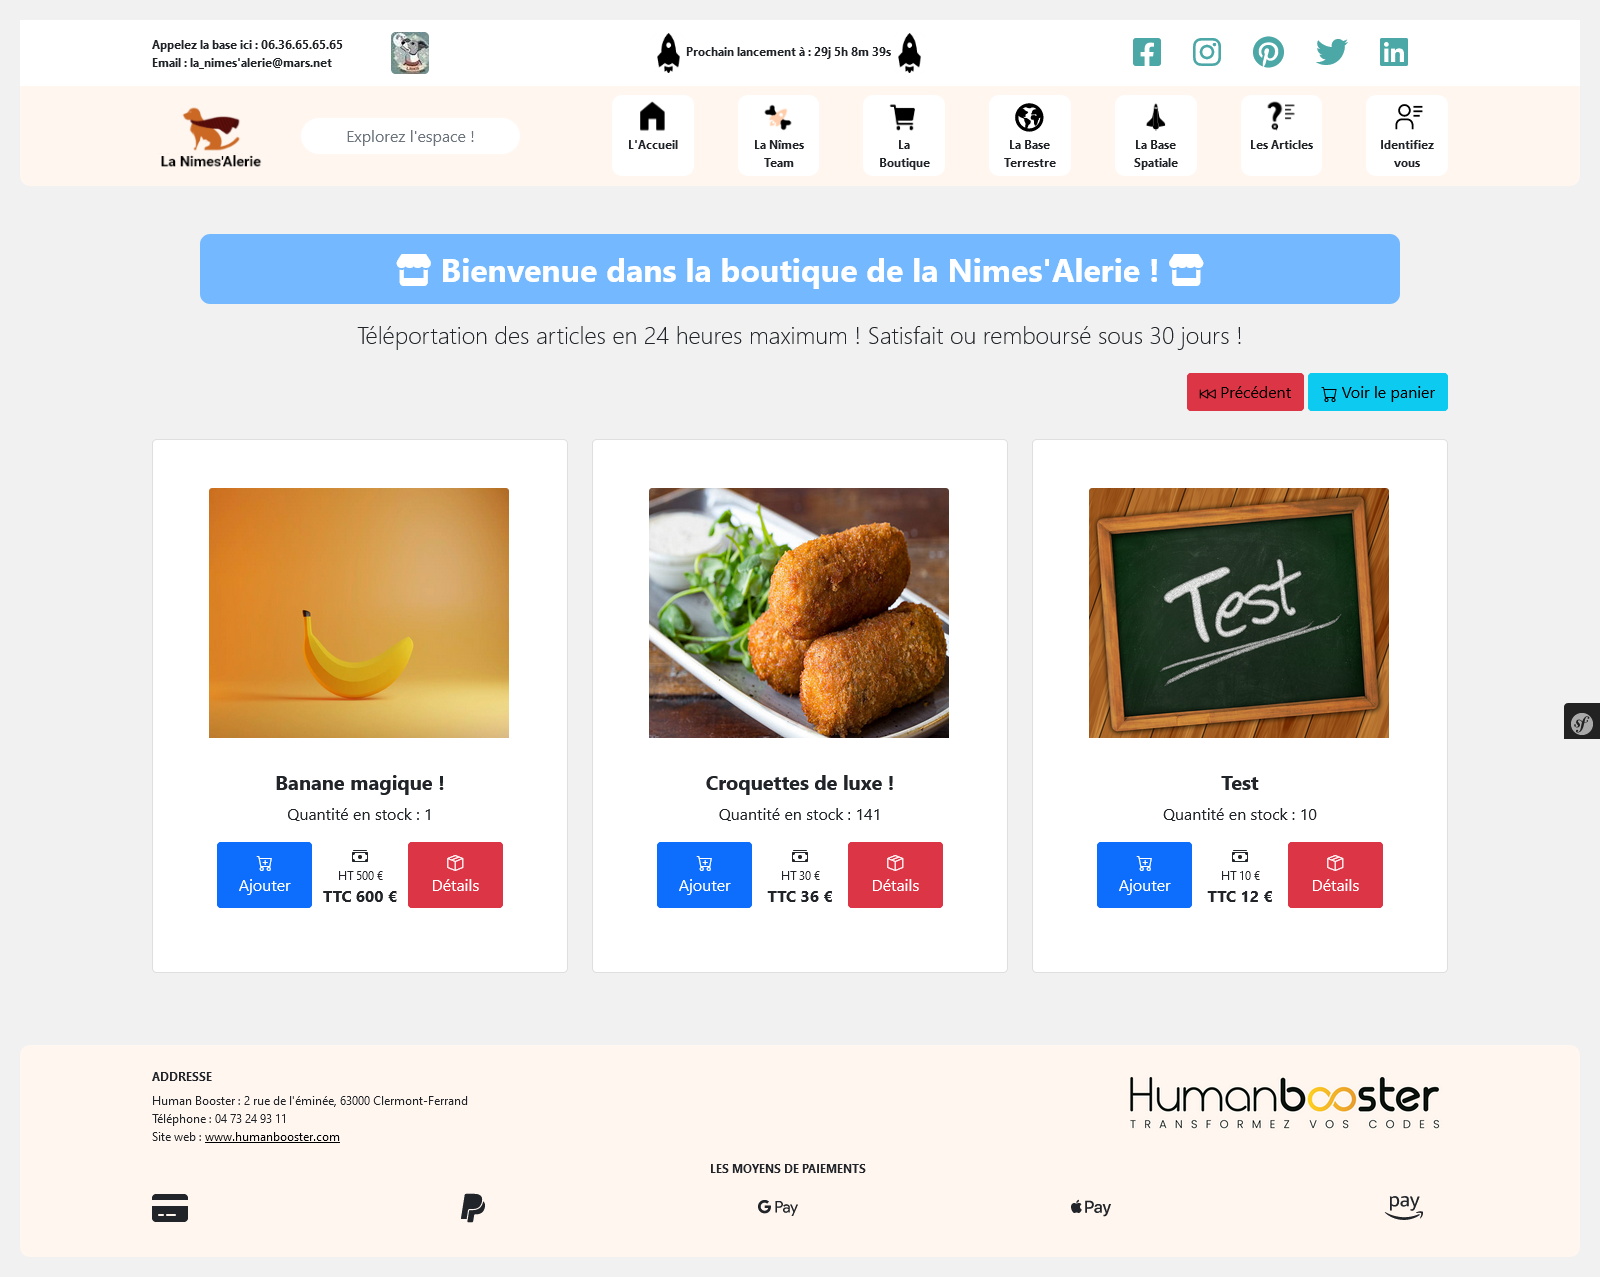 Appelez la base ici : 06.36.65.65.65
Email : la_nimes'alerie@mars.net
Prochain lancement à : 29j 5h 8m 39s
La Nimes'Alerie
Explorez l'espace !
L'Accueil
La Nîmes
Team
La
Boutique
La Base
Terrestre
La Base
Spatiale
Les Articles
Identifiez
vous
Bienvenue dans la boutique de la Nimes'Alerie !
Téléportation des articles en 24 heures maximum ! Satisfait ou remboursé sous 30 jours !
Précédent
Voir le panier
Test
Banane magique !
Quantité en stock : 1
Ajouter
HT 500 €
TTC 600 €
Détails
Croquettes de luxe !
Quantité en stock : 141
Ajouter
HT 30 €
TTC 36 €
Détails
Test
Quantité en stock : 10
Ajouter
HT 10 €
TTC 12 €
Détails
sf
ADDRESSE
Human Booster : 2 rue de l'éminée, 63000 Clermont-Ferrand
Téléphone : 04 73 24 93 11
Site web : www.humanbooster.com
Humanbooster
TRANSFORMEZ VOS CODES
LES MOYENS DE PAIEMENTS
G Pay
Pay
pay